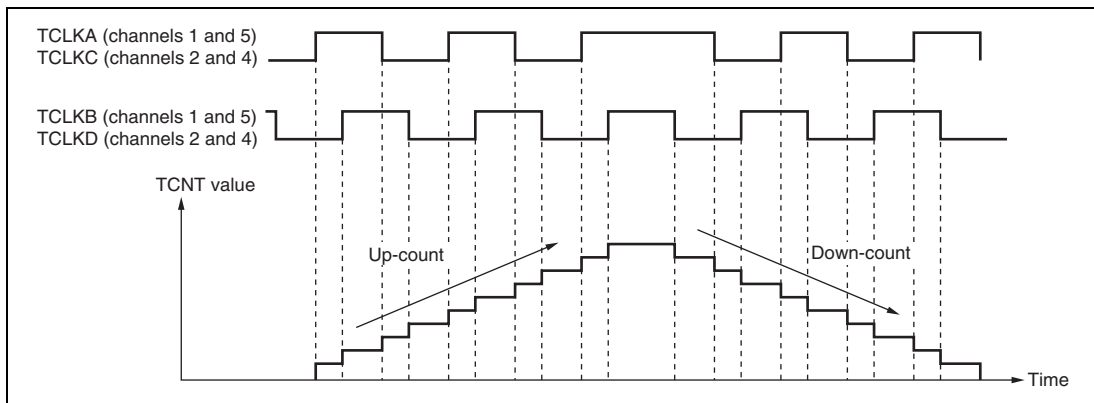 TCLKA (channels 1 and 5)
TCLKC (channels 2 and 4)
TCLKB (channels 1 and 5)
TCLKD (channels 2 and 4)
TCNT value
Up-count
Down-count
Time